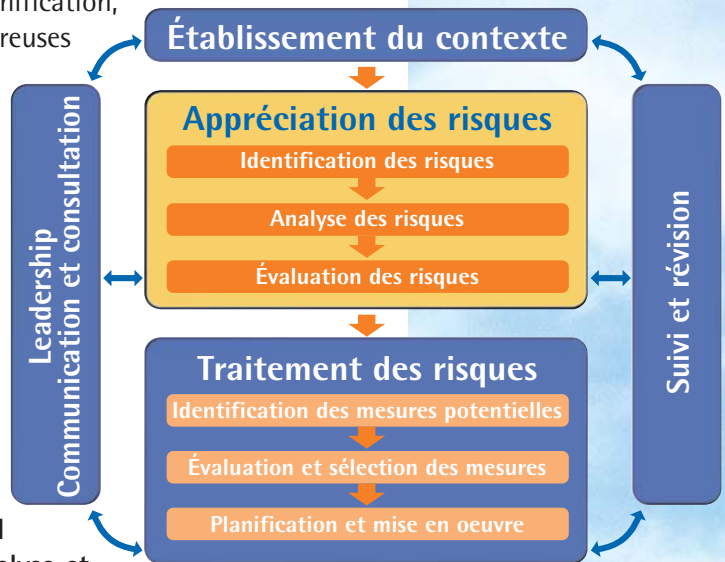 nification,
reuses
Établissement du contexte
Leadership
Communication et consultation
Appréciation des risques
Identification des risques
Analyse des risques
Évaluation des risques
Suivi et révision
Traitement des risques
Identification des mesures potentielles
Évaluation et sélection des mesures
Planification et mise en oeuvre